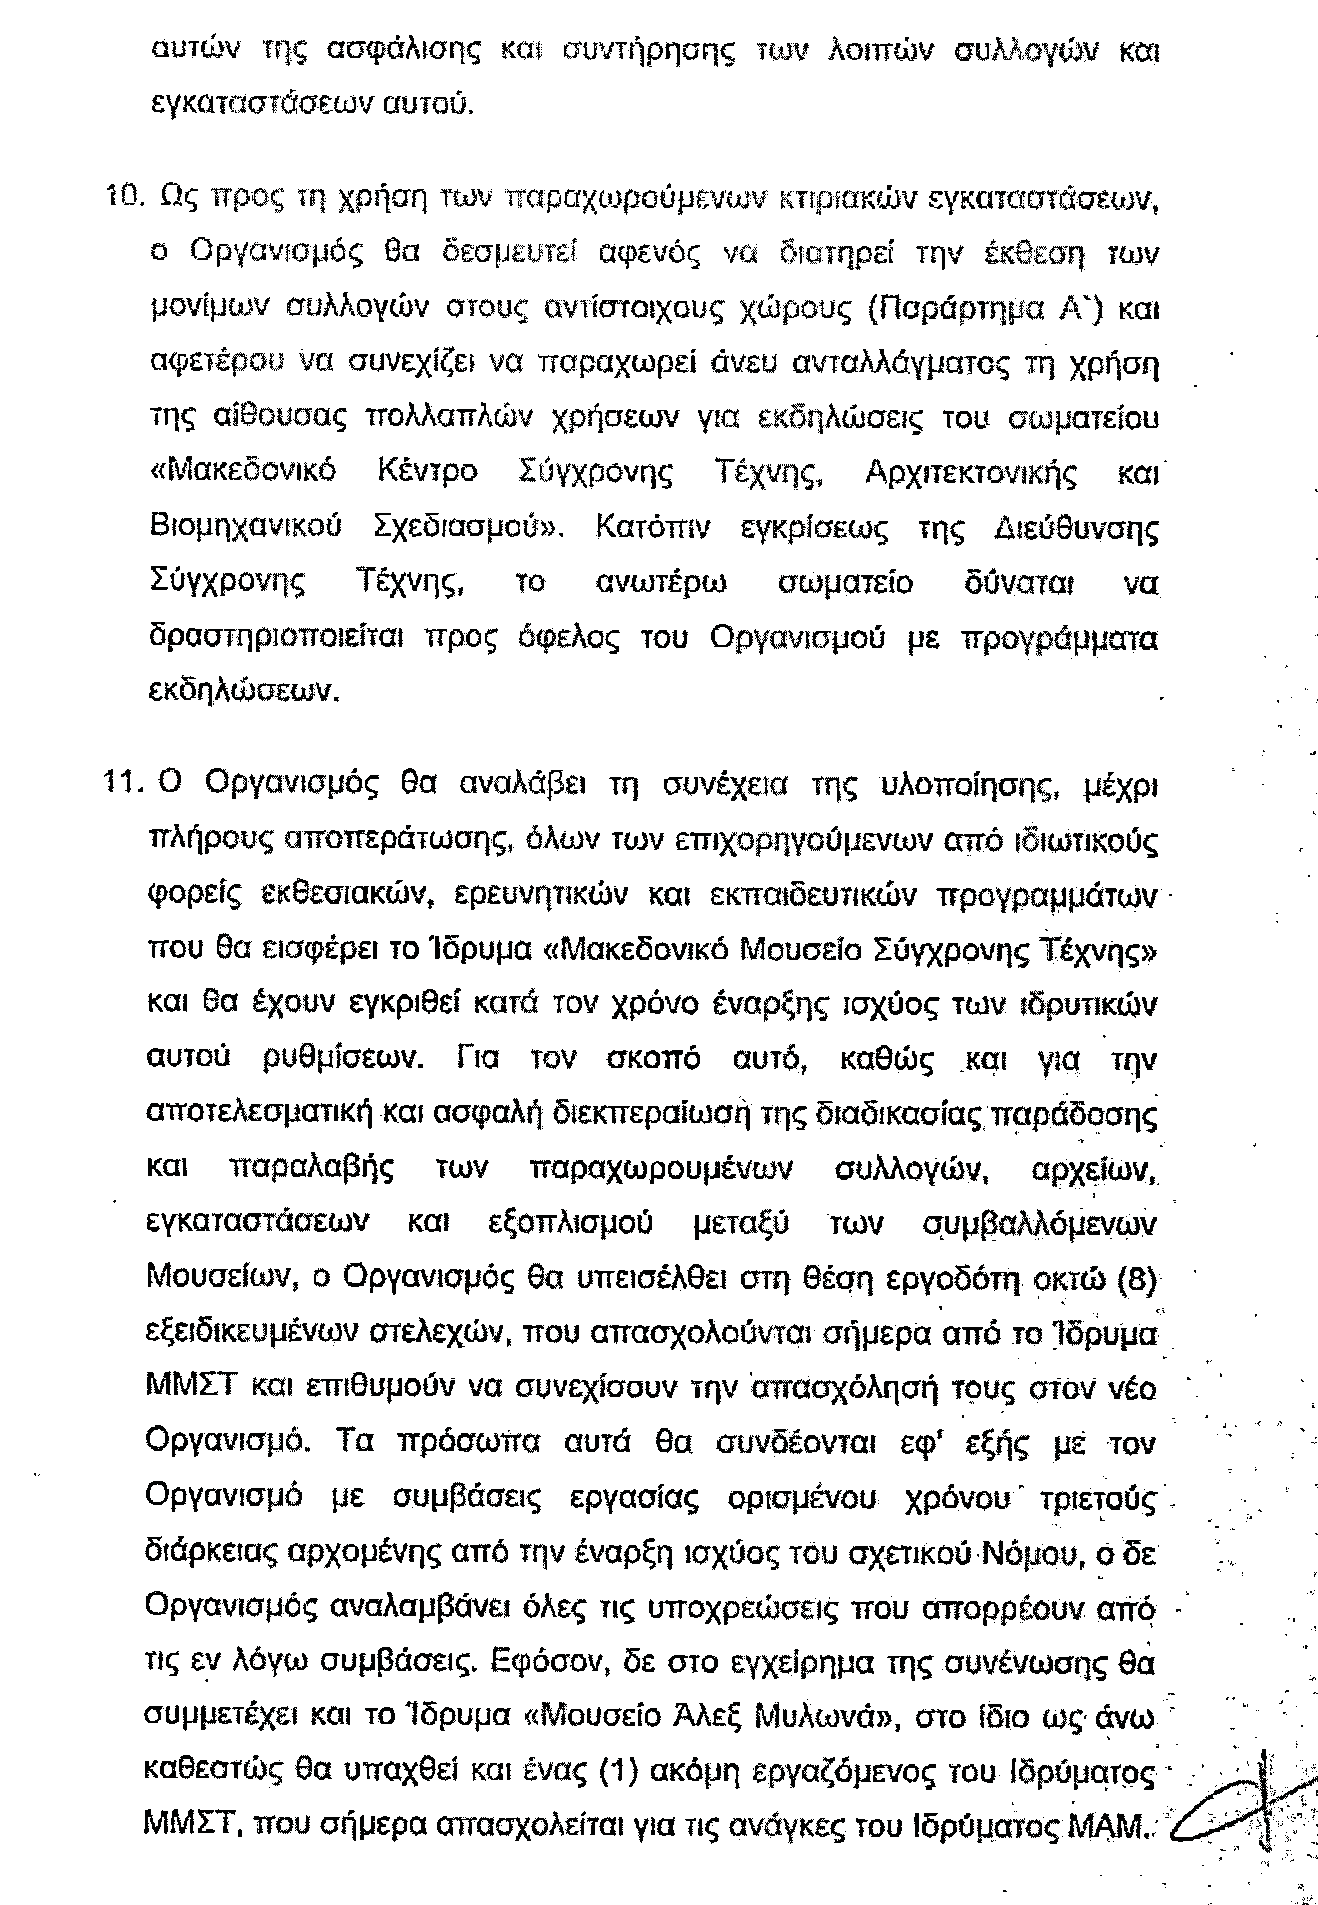 αυτών της ασφάλισης και συντήρησης των λοιπών συλλογών και
εγκαταστάσεων αυτού.
10. Ως προς τη χρήση των παραχωρούμενων κτιριακών εγκαταστάσεων,
ο Οργανισμός θα δεσμευτεί αφενός να διατηρεί την έκθεση των
μονίμων συλλογών στους αντίστοιχους χώρους (Παράρτημα Α`) και
αφετέρου να συνεχίζει να παραχωρεί άνευ ανταλλάγματος τη χρήση
της αίθουσας πολλαπλών χρήσεων για εκδηλώσεις του σωματείου
«Μακεδονικό Κέντρο Σύγχρονης Τέχνης, Αρχιτεκτονικής και
Βιομηχανικού Σχεδιασμού». Κατόπιν εγκρίσεως της Διεύθυνσης
Σύγχρονης Τέχνης, το ανωτέρω σωματείο δύναται να
δραστηριοποιείται προς όφελος του Οργανισμού με προγράμματα
εκδηλώσεων.
11. Ο Οργανισμός θα αναλάβει τη συνέχεια της υλοποίησης, μέχρι
πλήρους αποπεράτωσης, όλων των επιχορηγούμενων από ιδιωτικούς
φορείς εκθεσιακών, ερευνητικών και εκπαιδευτικών προγραμμάτων
που θα εισφέρει το Ίδρυμα «Μακεδονικό Μουσείο Σύγχρονης Τέχνης»
και θα έχουν εγκριθεί κατά τον χρόνο έναρξης ισχύος των ιδρυτικών
αυτού ρυθμίσεων. Για τον σκοπό αυτό, καθώς και για την
αποτελεσματική και ασφαλή διεκπεραίωση της διαδικασίας παράδοσης
και παραλαβής των παραχωρουμένων συλλογών, αρχείων,
εγκαταστάσεων και εξοπλισμού μεταξύ των συμβαλλόμενων
Μουσείων, ο Οργανισμός θα υπεισέλθει στη θέση εργοδότη οκτώ (8)
εξειδικευμένων στελεχών, που απασχολούνται σήμερα από το Ίδρυμα
ΜΜΣΤ και επιθυμούν να συνεχίσουν την απασχόλησή τους στον νέο
Οργανισμό. Τα πρόσωπα αυτά θα συνδέονται εφ' εξής με τον
Οργανισμό με συμβάσεις εργασίας ορισμένου χρόνου τριετούς
διάρκειας αρχομένης από την έναρξη ισχύος του σχετικού Νόμου, ο δε
Οργανισμός αναλαμβάνει όλες τις υποχρεώσεις που απορρέουν από
τις εν λόγω συμβάσεις. Εφόσον, δε στο εγχείρημα της συνένωσης θα
συμμετέχει και το Ίδρυμα «Μουσείο Άλεξ Μυλωνά», στο ίδιο ως άνω
καθεστώς θα υπαχθεί και ένας (1) ακόμη εργαζόμενος του Ιδρύματος
ΜΜΣΤ, που σήμερα απασχολείται για τις ανάγκες του Ιδρύματος ΜΑΜ.